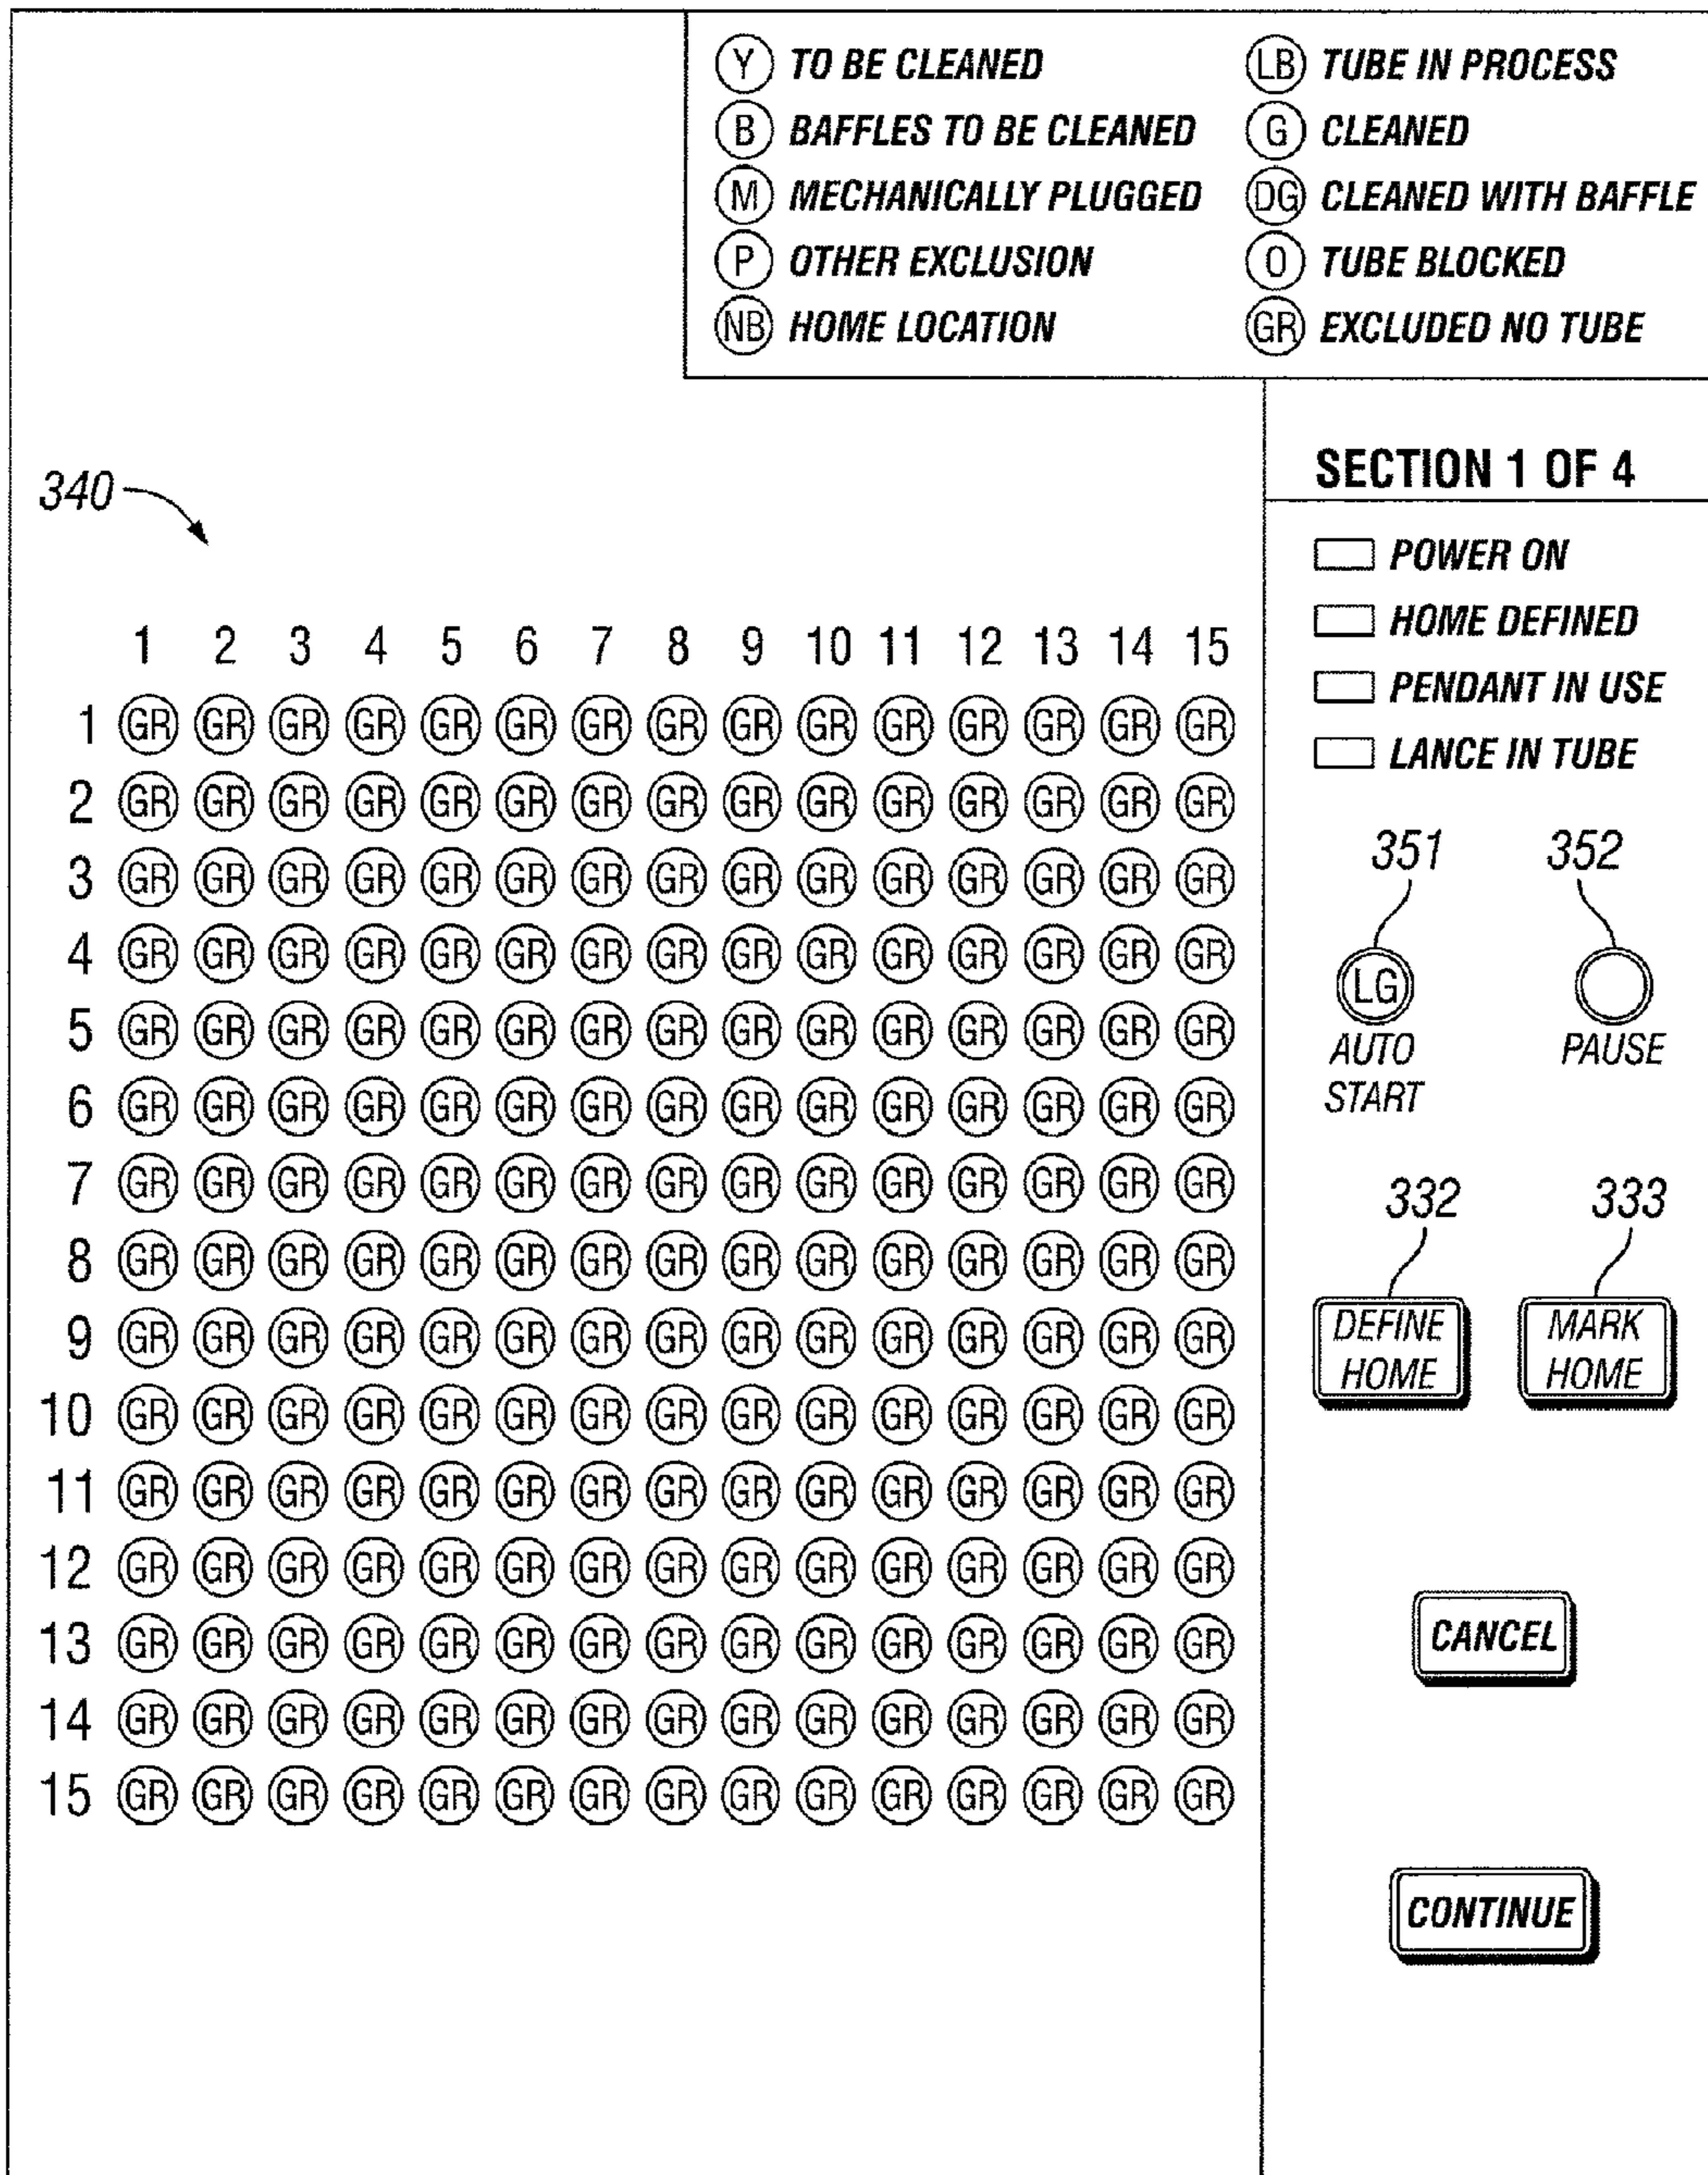 Y TO BE CLEANED LB TUBE IN PROCESS
B BAFFLES TO BE CLEANED G CLEANED
M MECHANICALLY PLUGGED DG CLEANED WITH BAFFLE
P OTHER EXCLUSION O TUBE BLOCKED
NB HOME LOCATION GR EXCLUDED NO TUBE
340
1 2 3 4 5 6 7 8 9 10 11 12 13 14 15
1 GR GR GR GR GR GR GR GR GR GR GR GR GR GR GR
2 GR GR GR GR GR GR GR GR GR GR GR GR GR GR GR
3 GR GR GR GR GR GR GR GR GR GR GR GR GR GR GR
4 GR GR GR GR GR GR GR GR GR GR GR GR GR GR GR
5 GR GR GR GR GR GR GR GR GR GR GR GR GR GR GR
6 GR GR GR GR GR GR GR GR GR GR GR GR GR GR GR
7 GR GR GR GR GR GR GR GR GR GR GR GR GR GR GR
8 GR GR GR GR GR GR GR GR GR GR GR GR GR GR GR
9 GR GR GR GR GR GR GR GR GR GR GR GR GR GR GR
10 GR GR GR GR GR GR GR GR GR GR GR GR GR GR GR
11 GR GR GR GR GR GR GR GR GR GR GR GR GR GR GR
12 GR GR GR GR GR GR GR GR GR GR GR GR GR GR GR
13 GR GR GR GR GR GR GR GR GR GR GR GR GR GR GR
14 GR GR GR GR GR GR GR GR GR GR GR GR GR GR GR
15 GR GR GR GR GR GR GR GR GR GR GR GR GR GR GR
SECTION 1 OF 4
POWER ON
HOME DEFINED
PENDANT IN USE
LANCE IN TUBE
351 352
LG
AUTO PAUSE
START
332 333
DEFINE MARK
HOME HOME
CANCEL
CONTINUE